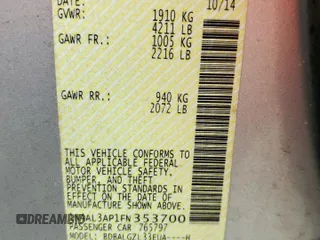 DATE: 10/14
GVWR: 1910 KG
4211 LB
GAWR FR: 1005 KG
2216 LB
GAWR RR: 940 KG
2072 LB
THIS VEHICLE CONFORMS TO ALL
APPLICABLE FEDERAL
MOTOR VEHICLE SAFETY,
BUMPER, AND THEFT
PREVENTION STANDARDS IN
EFFECT ON THE DATE OF
MANUFACTURE SHOWN ABOVE.
AL3AP1FN353700
PASSENGER CAR 765797